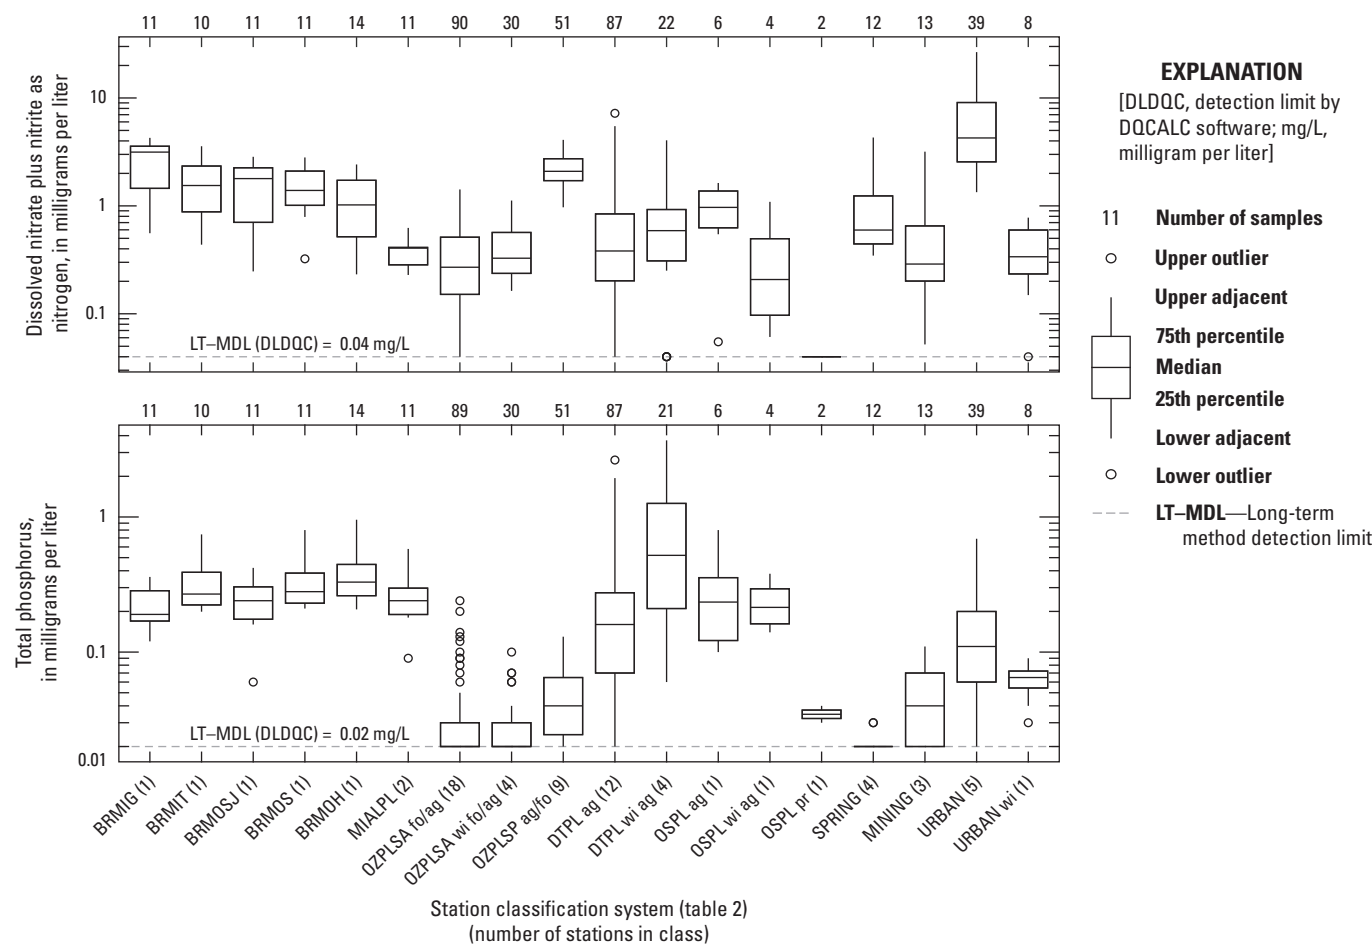 11 10 11 11 14 11 90 30 51 87 22 6 4 2 12 13 39 8
Dissolved nitrate plus nitrite as
nitrogen, in milligrams per liter
10
1
0.1
LT–MDL (DLDQC) = 0.04 mg/L
11 10 11 11 14 11 89 30 51 87 21 6 4 2 12 13 39 8
Total phosphorus,
in milligrams per liter
1
0.1
0.01
LT–MDL (DLDQC) = 0.02 mg/L
BRMIG (1)
BRMIT (1)
BRMOSJ (1)
BRMOS (1)
BRMOH (1)
MIALPL (2)
OZPLSA fo/ag (18)
OZPLSA wi fo/ag (4)
OZPLSP ag/fo (9)
DTPL ag (12)
DTPL wi ag (4)
OSPL ag (1)
OSPL wi ag (1)
OSPL pr (1)
SPRING (4)
MINING (3)
URBAN (5)
URBAN wi (1)
Station classification system (table 2)
(number of stations in class)
EXPLANATION
[DLDQC, detection limit by
DQCALC software; mg/L,
milligram per liter]
11 Number of samples
Upper outlier
Upper adjacent
75th percentile
Median
25th percentile
Lower adjacent
Lower outlier
LT–MDL—Long-term
method detection limit